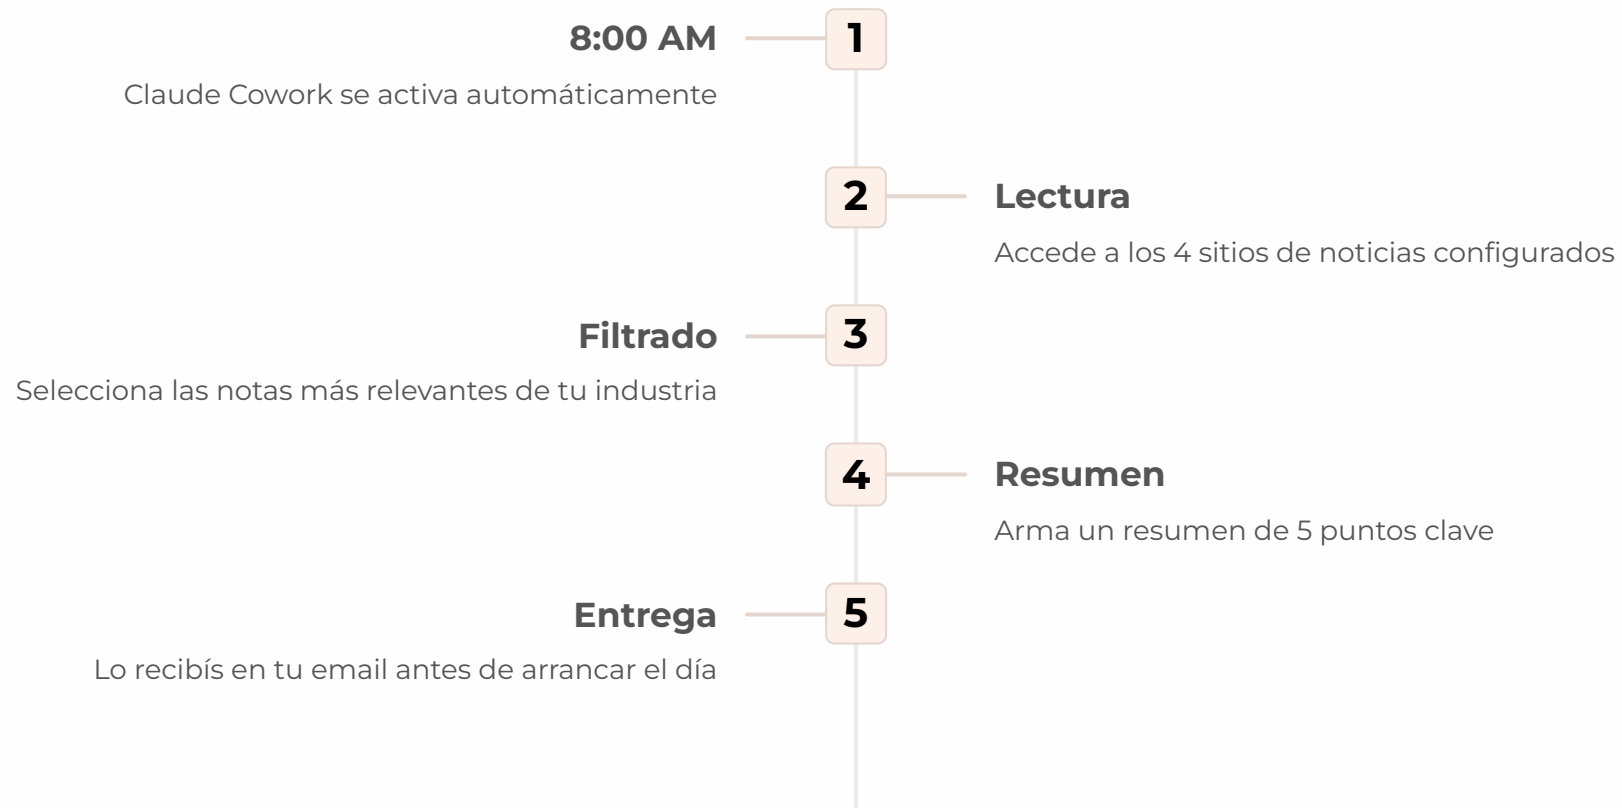 1
8:00 AM
Claude Cowork se activa automáticamente
2
Lectura
Accede a los 4 sitios de noticias configurados
3
Filtrado
Selecciona las notas más relevantes de tu industria
4
Resumen
Arma un resumen de 5 puntos clave
5
Entrega
Lo recibís en tu email antes de arrancar el día